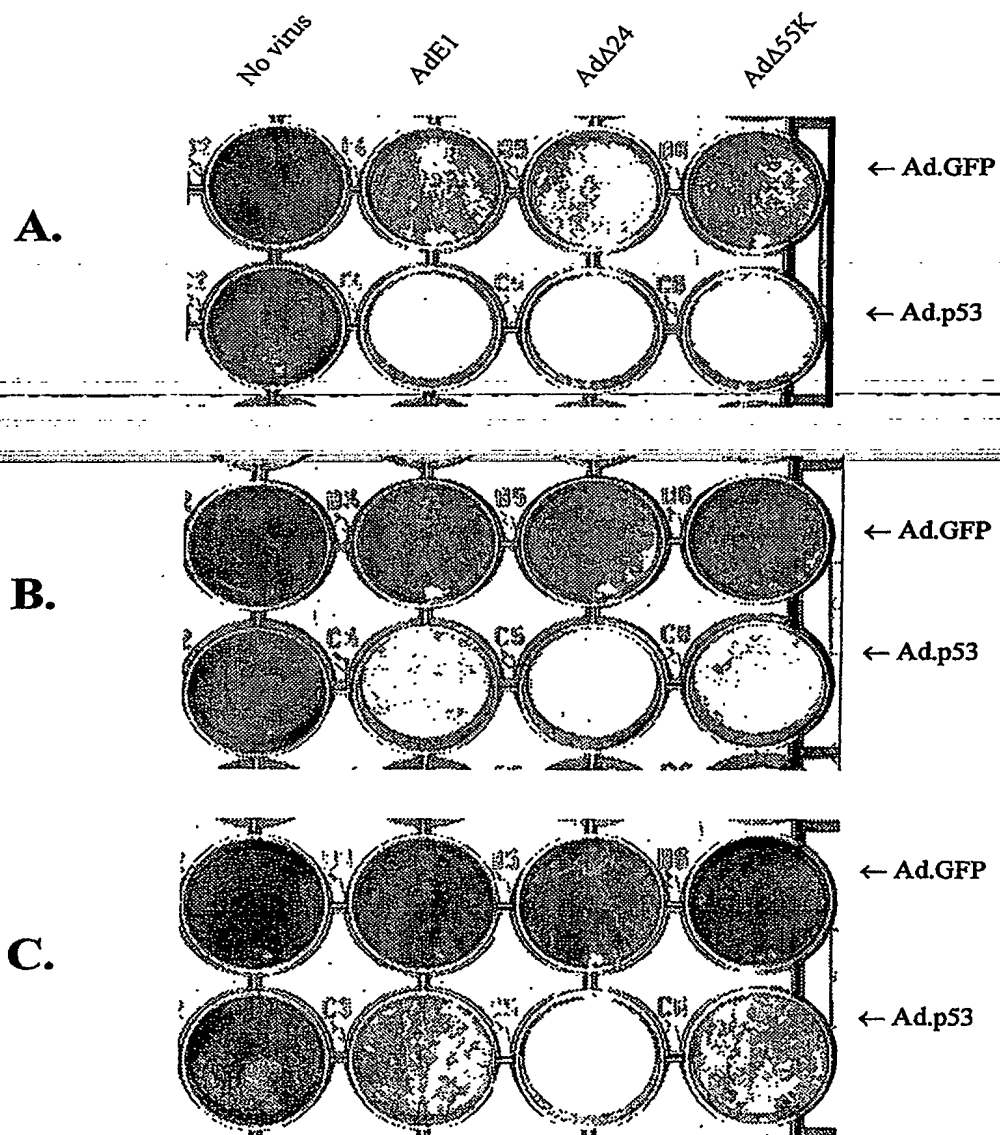 No virus
AdE1
AdΔ24
AdΔ55K
A.
← Ad.GFP
← Ad.p53
B.
← Ad.GFP
← Ad.p53
C.
← Ad.GFP
← Ad.p53